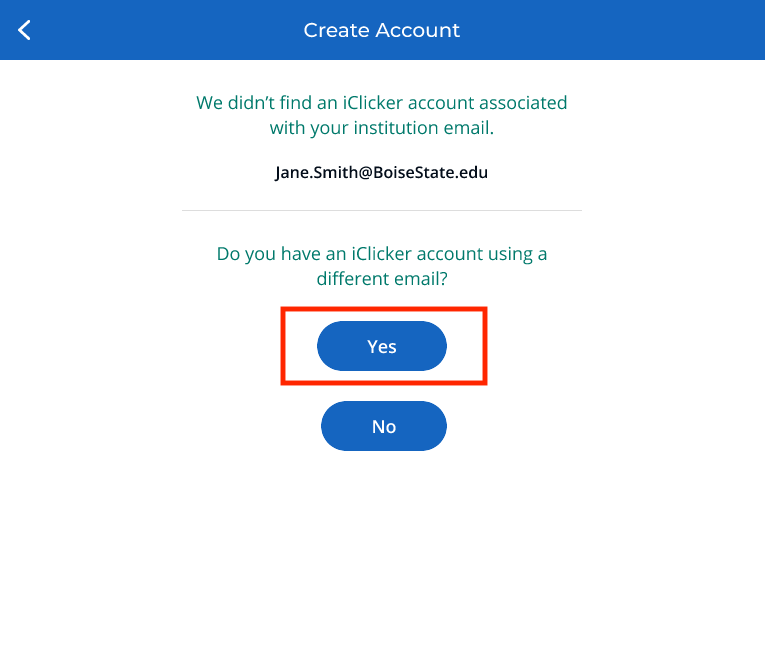 Create Account
We didn’t find an iClicker account associated
with your institution email.
Jane.Smith@BoiseState.edu
Do you have an iClicker account using a
different email?
Yes
No